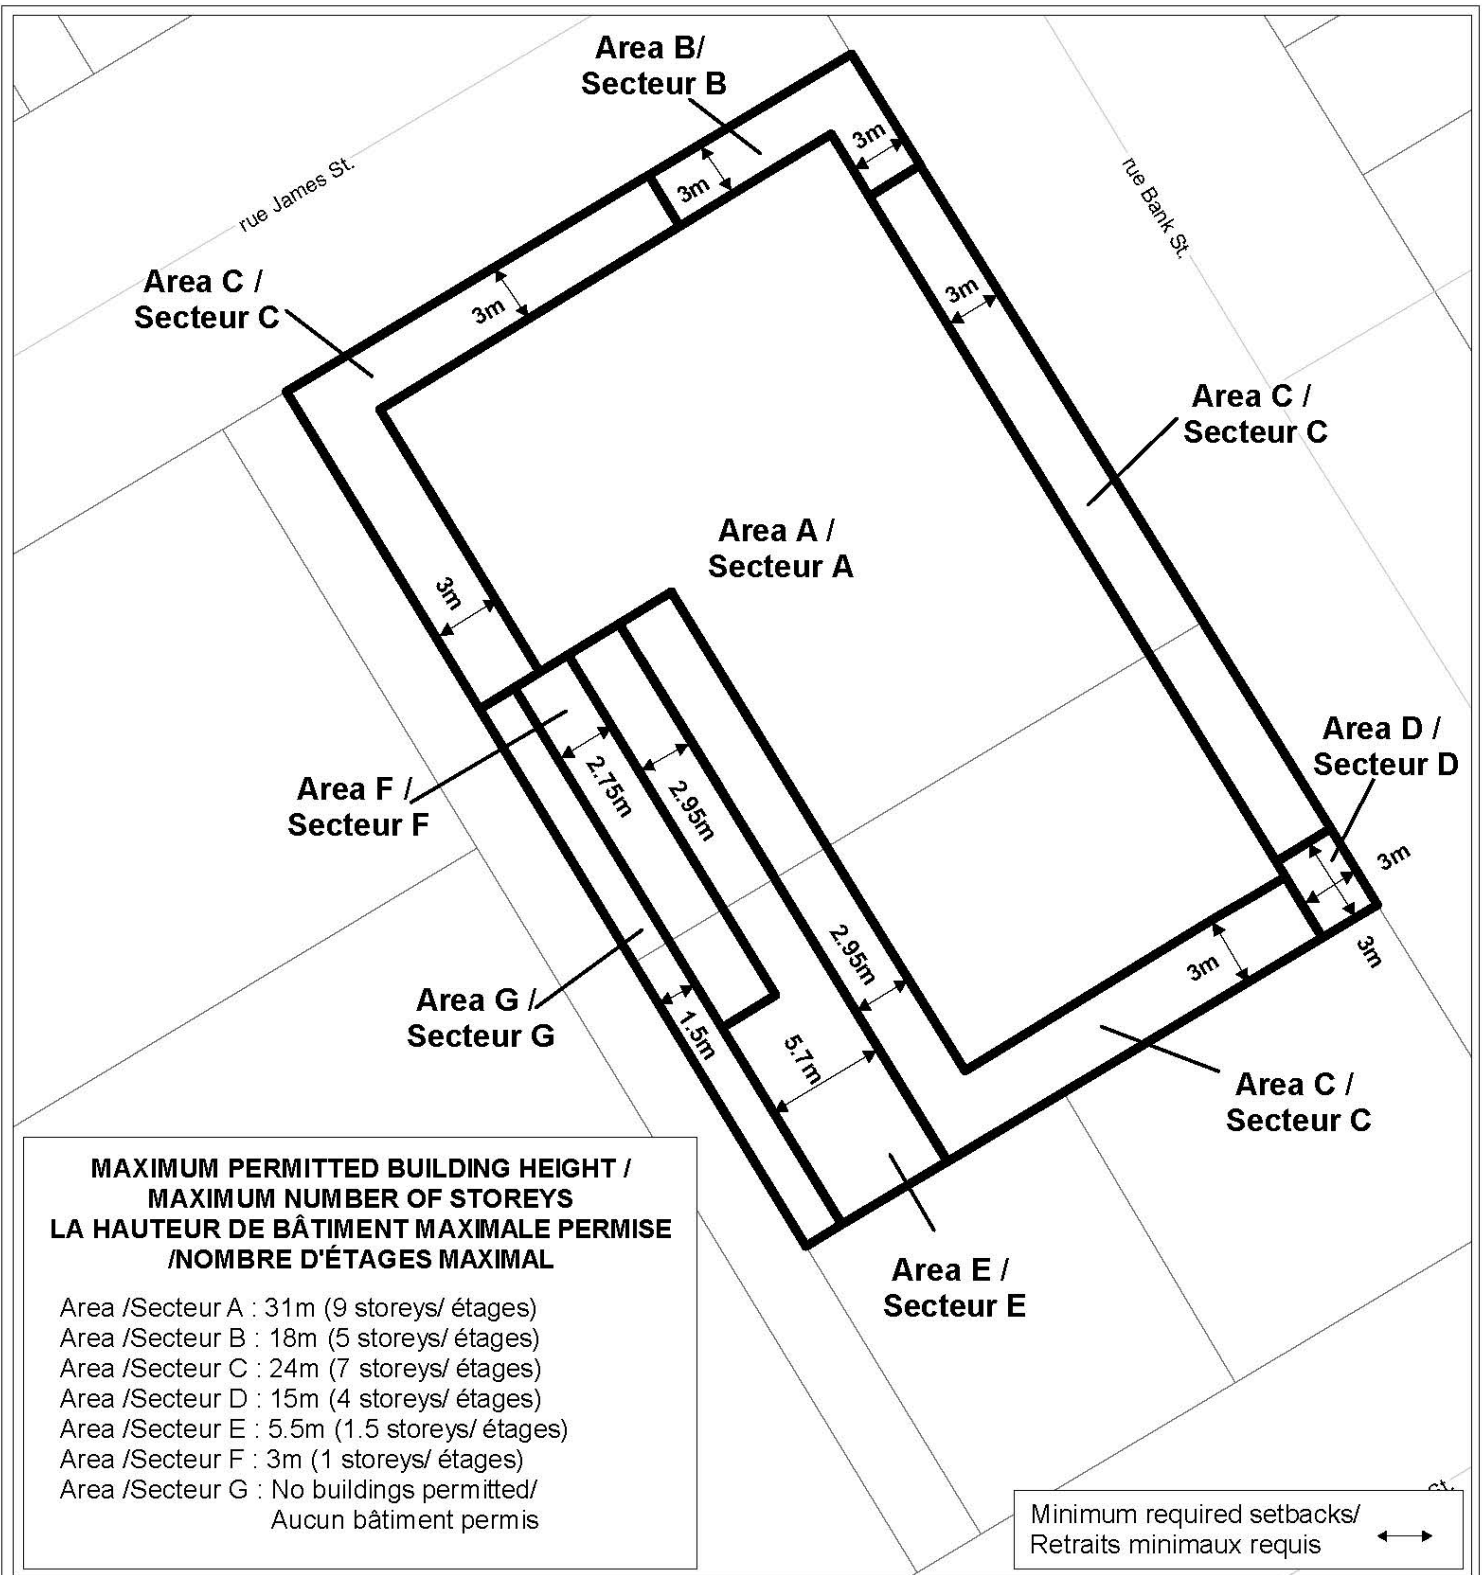 Area B/
Secteur B
3m
rue James St.
3m
rue Bank St.
Area C /
Secteur C
3m
3m
Area C /
Secteur C
Area A /
Secteur A
3m
Area D /
Secteur D
Area F /
Secteur F
2.75m
2.95m
3m
3m
2.95m
3m
Area G /
Secteur G
1.5m
5.7m
Area C /
Secteur C
Area E /
Secteur E
MAXIMUM PERMITTED BUILDING HEIGHT /
MAXIMUM NUMBER OF STOREYS
LA HAUTEUR DE BÂTIMENT MAXIMALE PERMISE
/NOMBRE D'ÉTAGES MAXIMAL
Area /Secteur A : 31m (9 storeys/ étages)
Area /Secteur B : 18m (5 storeys/ étages)
Area /Secteur C : 24m (7 storeys/ étages)
Area /Secteur D : 15m (4 storeys/ étages)
Area /Secteur E : 5.5m (1.5 storeys/ étages)
Area /Secteur F : 3m (1 storeys/ étages)
Area /Secteur G : No buildings permitted/
Aucun bâtiment permis
St.
Minimum required setbacks/
Retraits minimaux requis